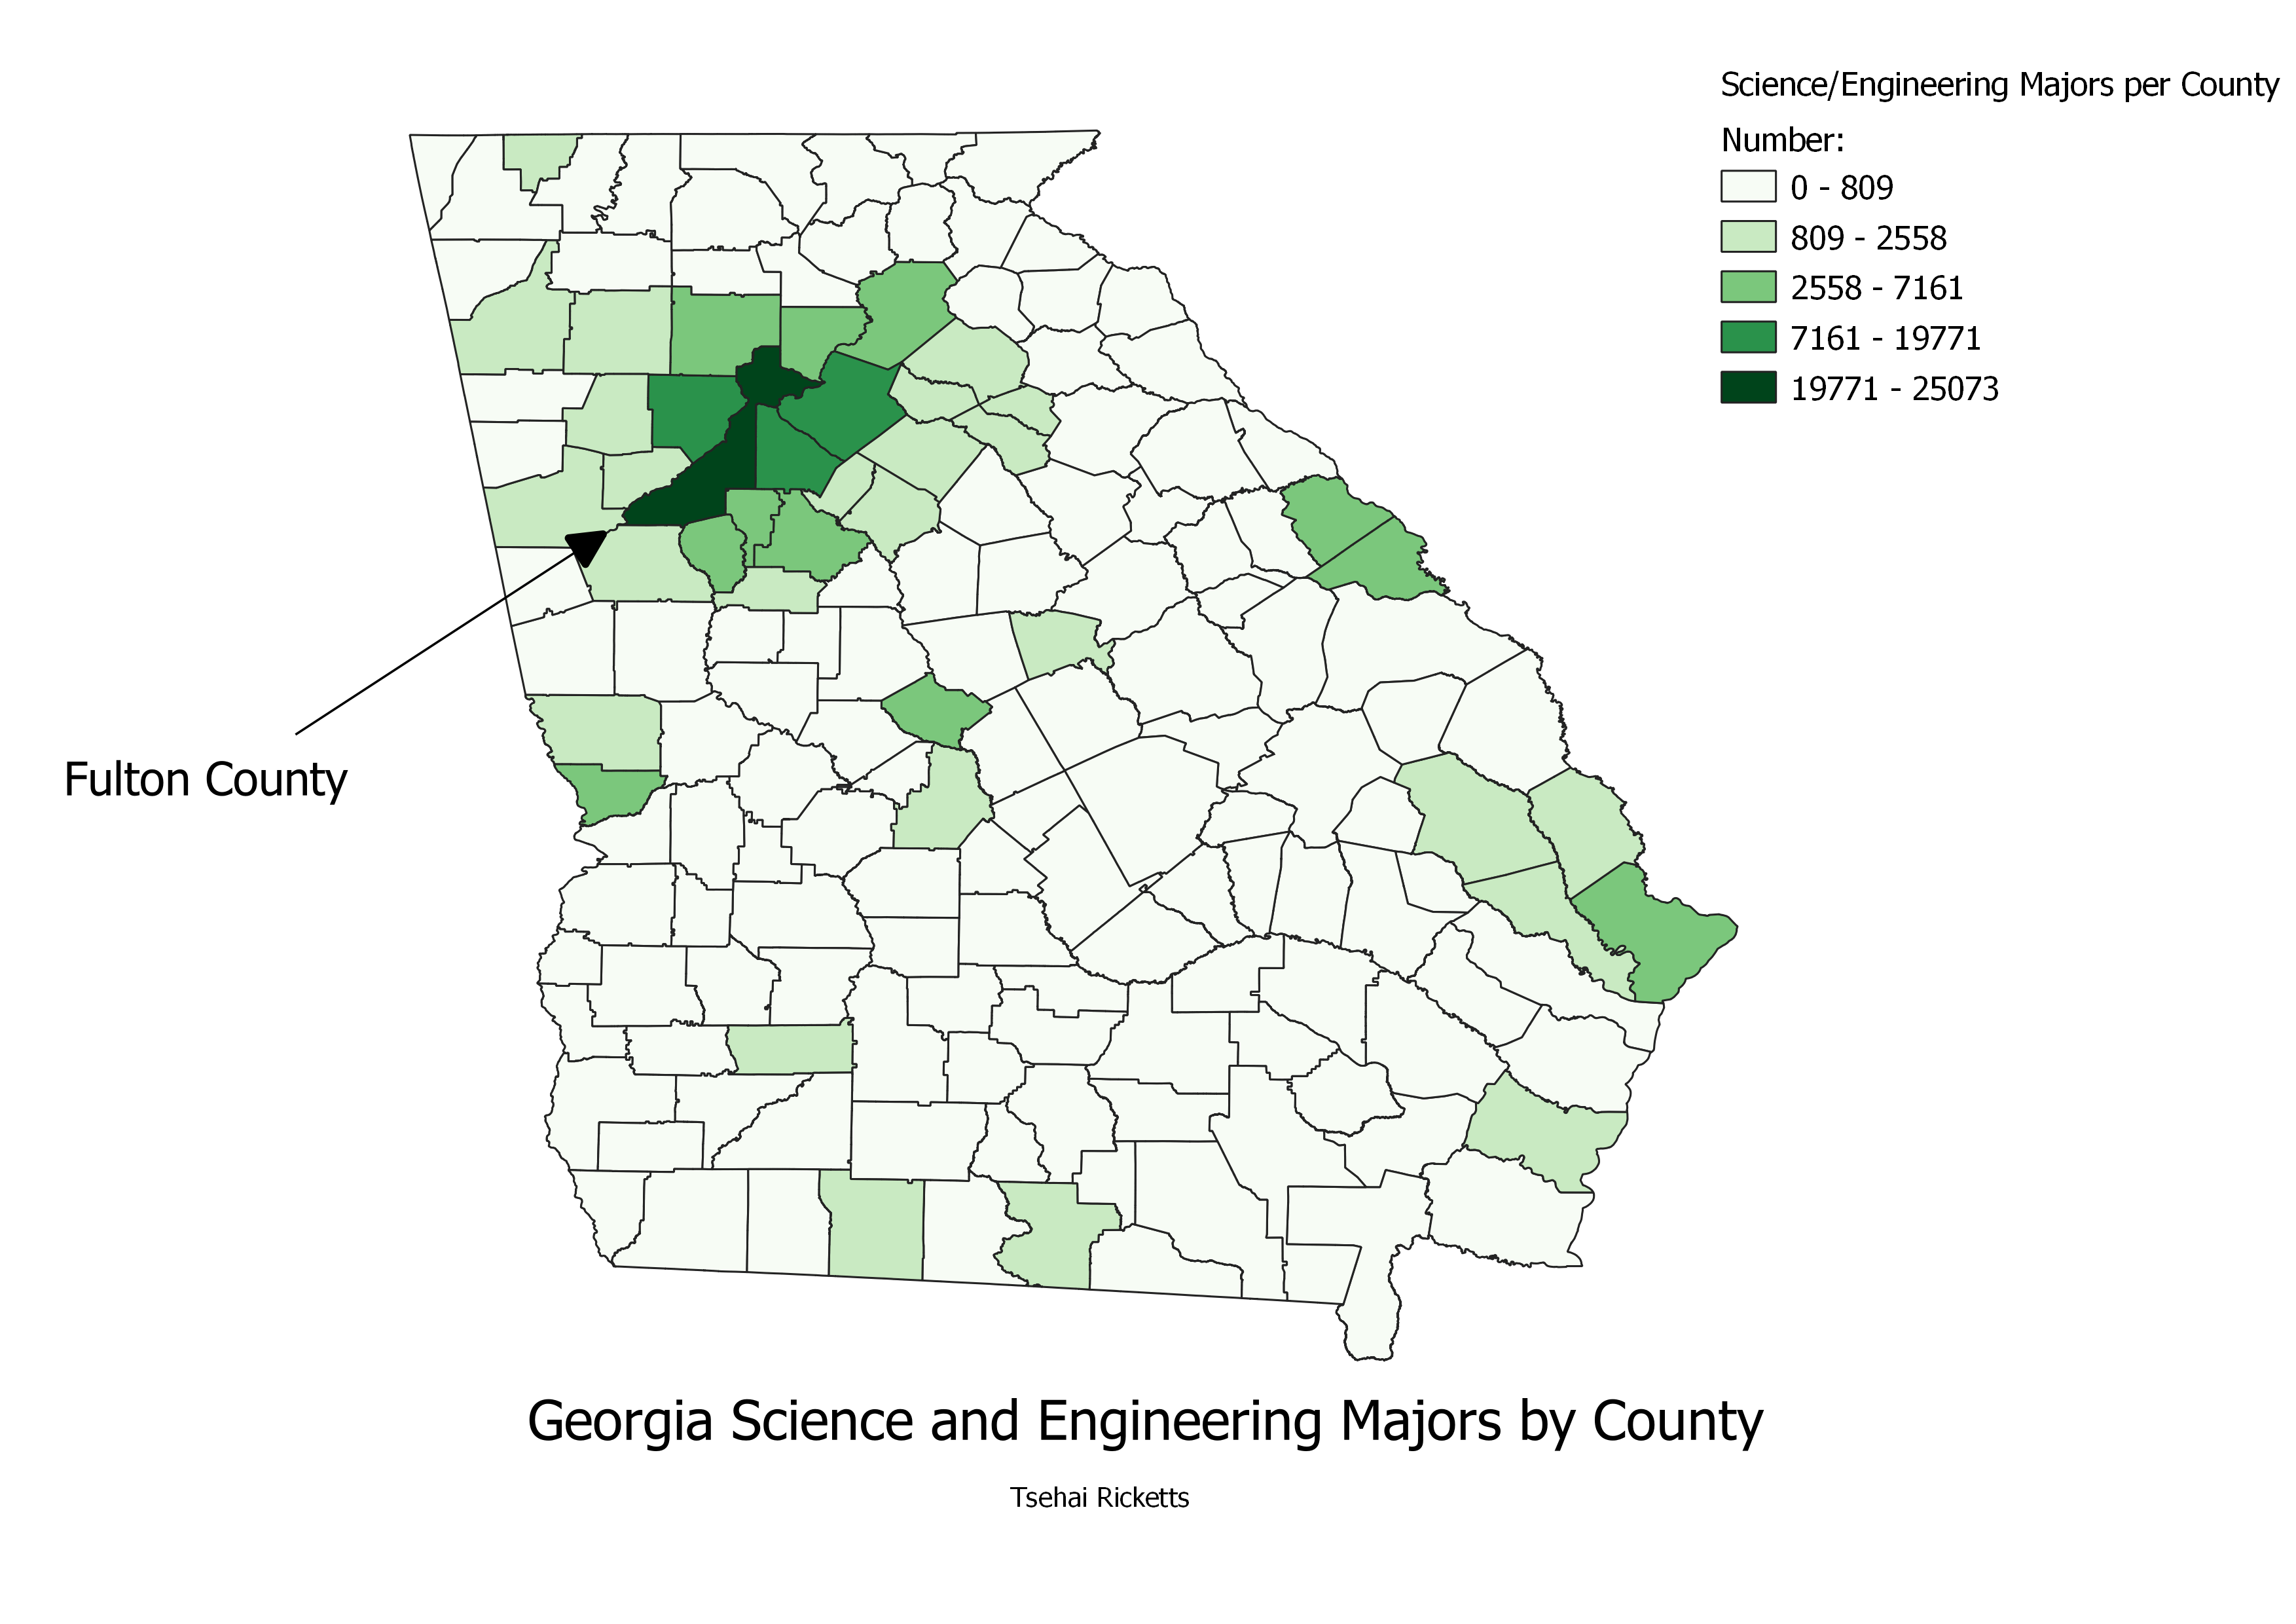 Science/Engineering Majors per County
Number:
0 - 809
809 - 2558
2558 - 7161
7161 - 19771
19771 - 25073
Fulton County
Georgia Science and Engineering Majors by County
Tsehai Ricketts